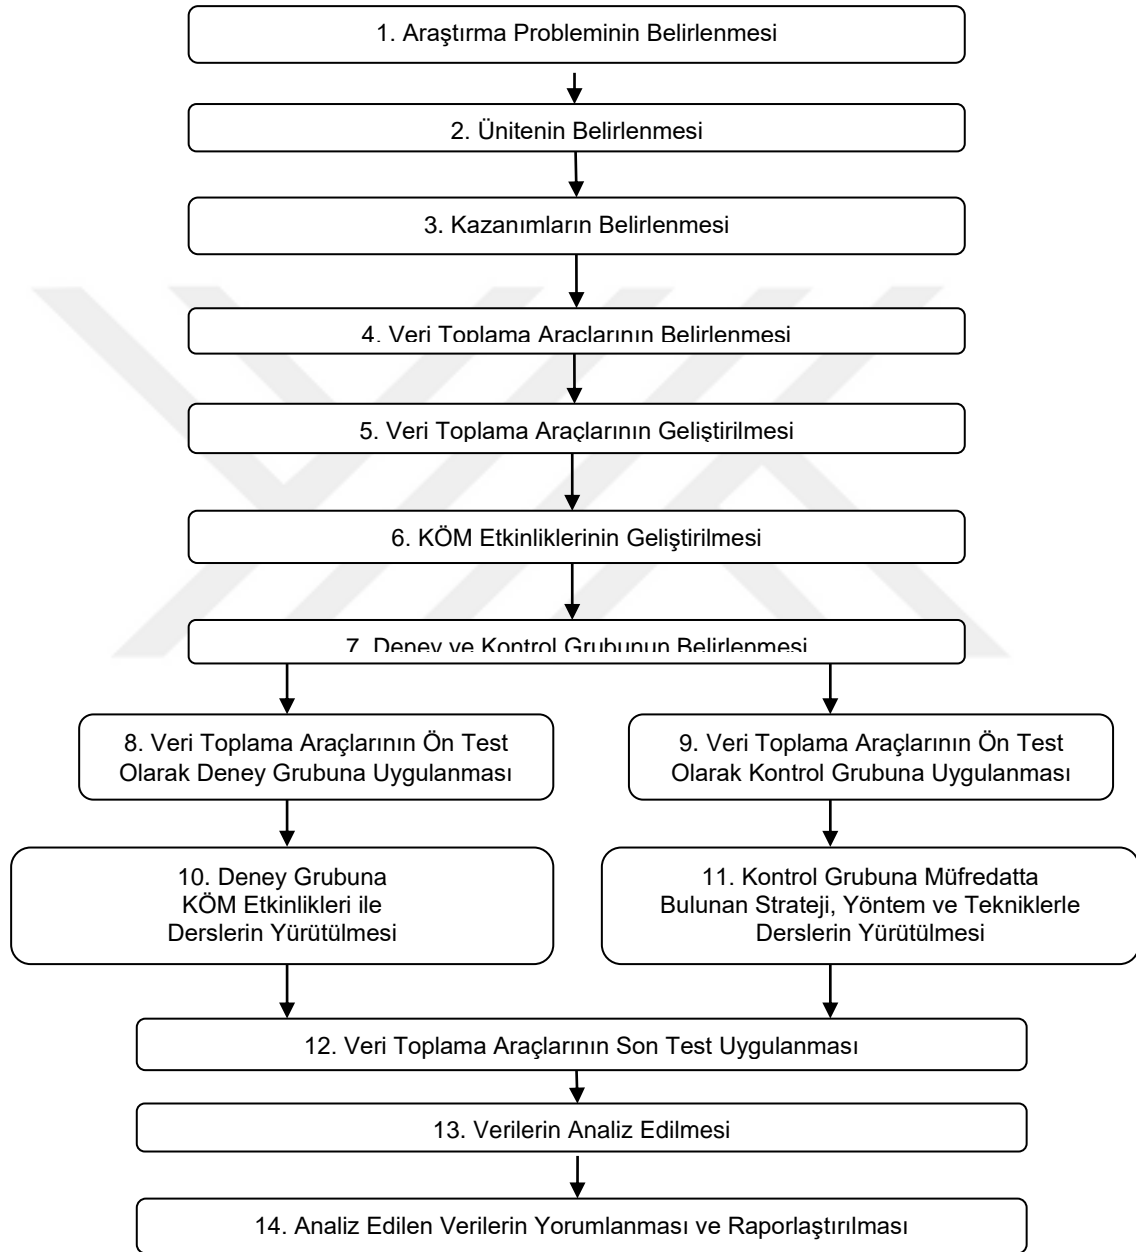 1. Araştırma Probleminin Belirlenmesi
2. Ünitenin Belirlenmesi
3. Kazanımların Belirlenmesi
4. Veri Toplama Araçlarının Belirlenmesi
5. Veri Toplama Araçlarının Geliştirilmesi
6. KÖM Etkinliklerinin Geliştirilmesi
7. Deney ve Kontrol Grubunun Belirlenmesi
8. Veri Toplama Araçlarının Ön Test
Olarak Deney Grubuna Uygulanması
9. Veri Toplama Araçlarının Ön Test
Olarak Kontrol Grubuna Uygulanması
10. Deney Grubuna
KÖM Etkinlikleri ile
Derslerin Yürütülmesi
11. Kontrol Grubuna Müfredatta
Bulunan Strateji, Yöntem ve Tekniklerle
Derslerin Yürütülmesi
12. Veri Toplama Araçlarının Son Test Uygulanması
13. Verilerin Analiz Edilmesi
14. Analiz Edilen Verilerin Yorumlanması ve Raporlaştırılması